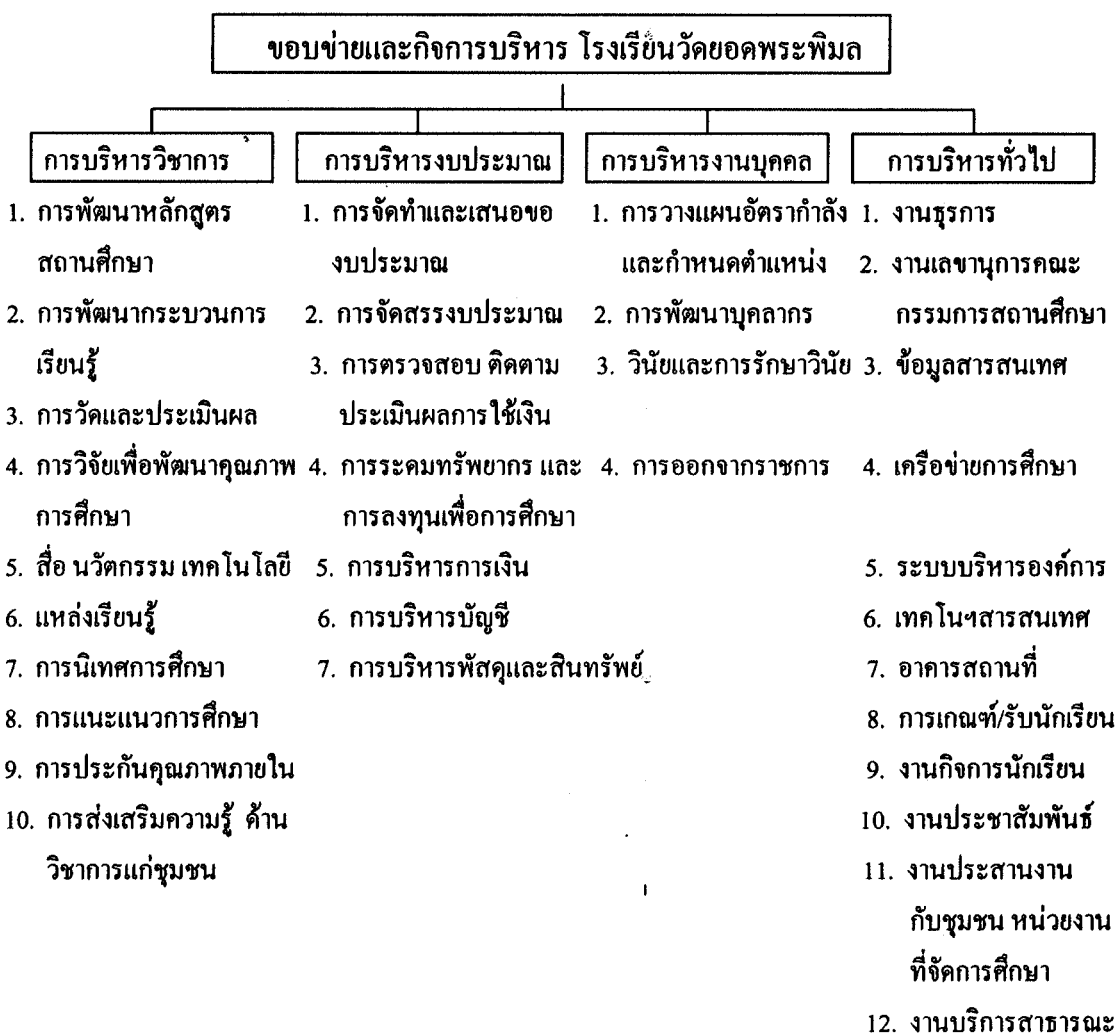 ขอบข่ายและกิจการบริหาร โรงเรียนวัดยอดพระพิมล
การบริหารวิชาการ
1. การพัฒนาหลักสูตร
สถานศึกษา
2. การพัฒนากระบวนการ
เรียนรู้
3. การวัดและประเมินผล
4. การวิจัยเพื่อพัฒนาคุณภาพ
การศึกษา
5. สื่อ นวัตกรรม เทคโนโลยี
6. แหล่งเรียนรู้
7. การนิเทศการศึกษา
8. การแนะแนวการศึกษา
9. การประกันคุณภาพภายใน
10. การส่งเสริมความรู้ ด้าน
วิชาการแก่ชุมชน
การบริหารงบประมาณ
1. การจัดทำและเสนอขอ
งบประมาณ
2. การจัดสรรงบประมาณ
3. การตรวจสอบ ติดตาม
ประเมินผลการใช้เงิน
4. การระดมทรัพยากร และ
การลงทุนเพื่อการศึกษา
5. การบริหารการเงิน
6. การบริหารบัญชี
7. การบริหารพัสดุและสินทรัพย์
การบริหารงานบุคคล
1. การวางแผนอัตรากำลัง
และกำหนดตำแหน่ง
2. การพัฒนาบุคลากร
3. วินัยและการรักษาวินัย
4. การออกจากราชการ
การบริหารทั่วไป
1. งานธุรการ
2. งานเลขานุการคณะ
กรรมการสถานศึกษา
3. ข้อมูลสารสนเทศ
4. เครือข่ายการศึกษา
5. ระบบบริหารองค์การ
6. เทคโนฯสารสนเทศ
7. อาคารสถานที่
8. การเกณฑ์/รับนักเรียน
9. งานกิจการนักเรียน
10. งานประชาสัมพันธ์
11. งานประสานงาน
กับชุมชน หน่วยงาน
ที่จัดการศึกษา
12. งานบริการสาธารณะ